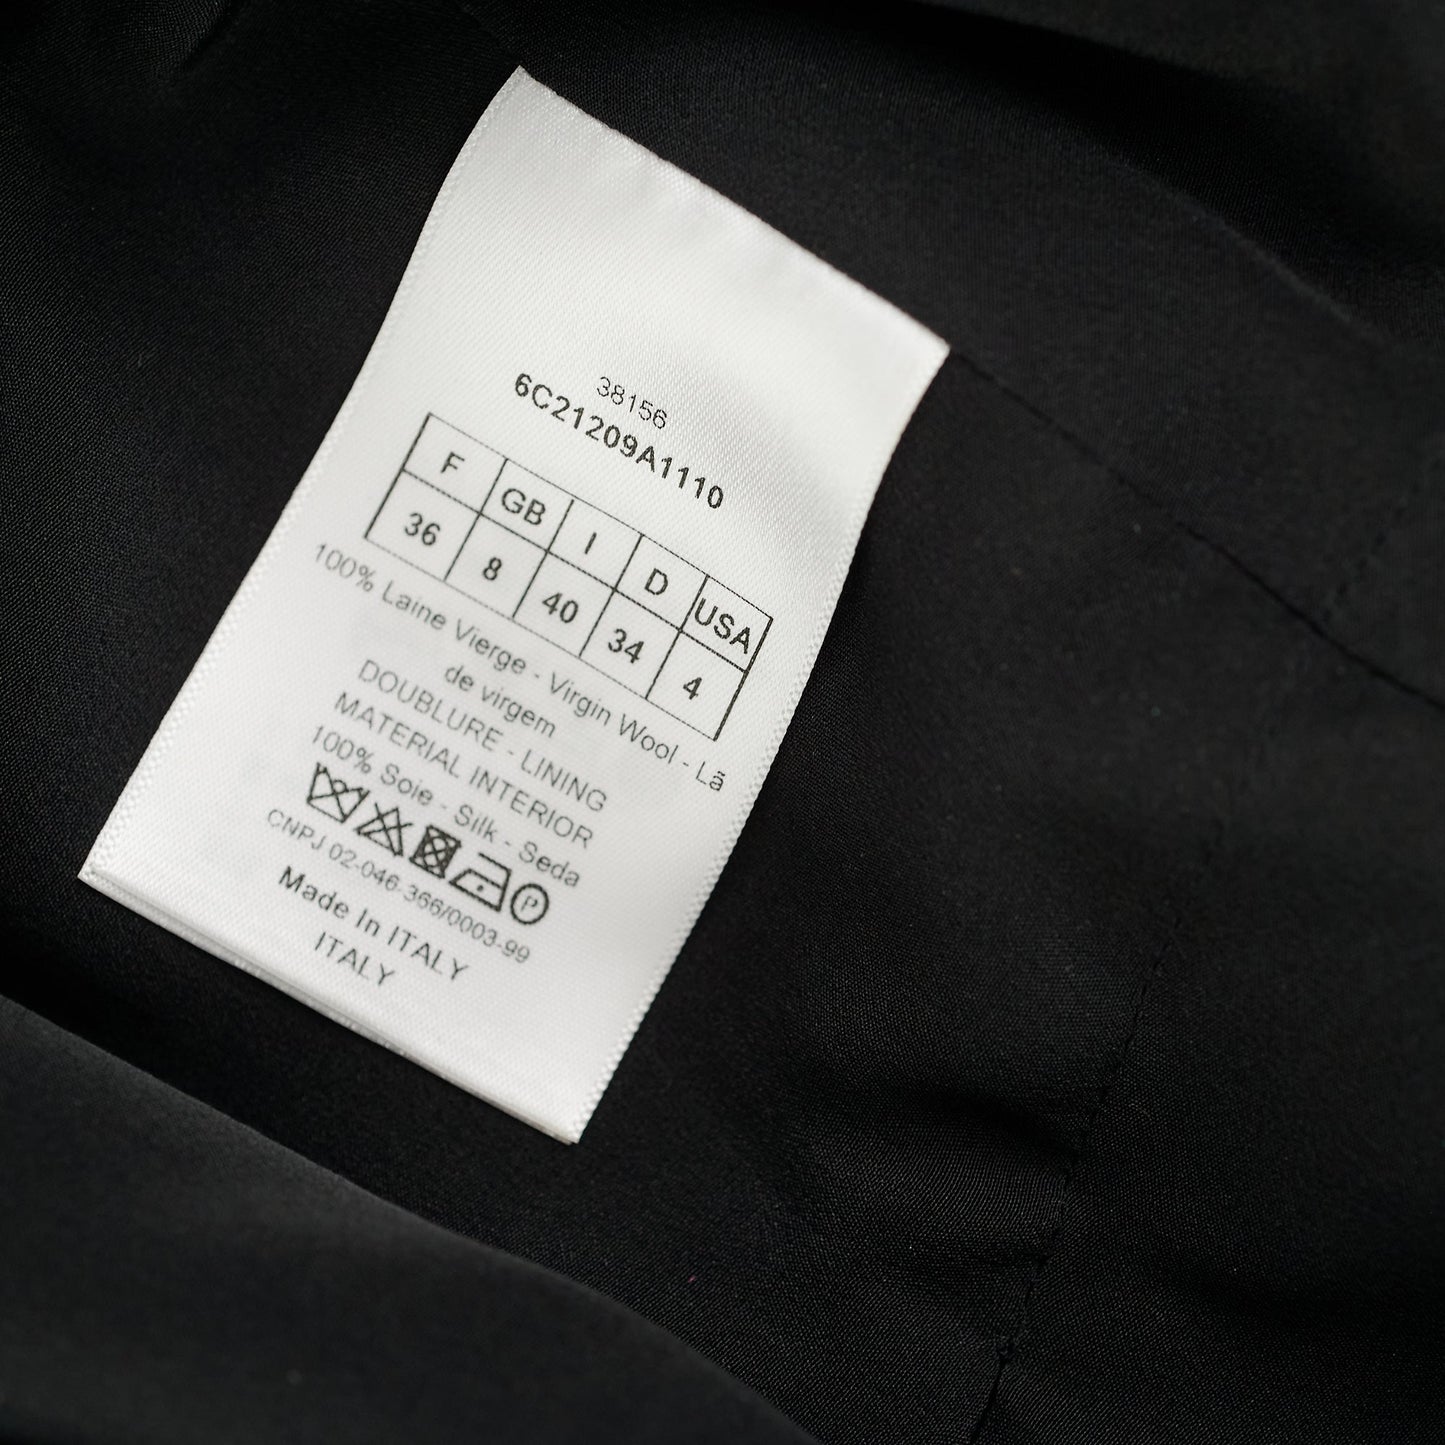 38156
6C21209A1110
F GB I D USA
36 8 40 34 4
100% Laine Vierge - Virgin Wool - Lã
de virgem
DOUBLURE - LINING
MATERIAL INTERIOR
100% Soie - Silk - Seda
P
CNPJ 02-046-366/0003-99
Made In ITALY
ITALY